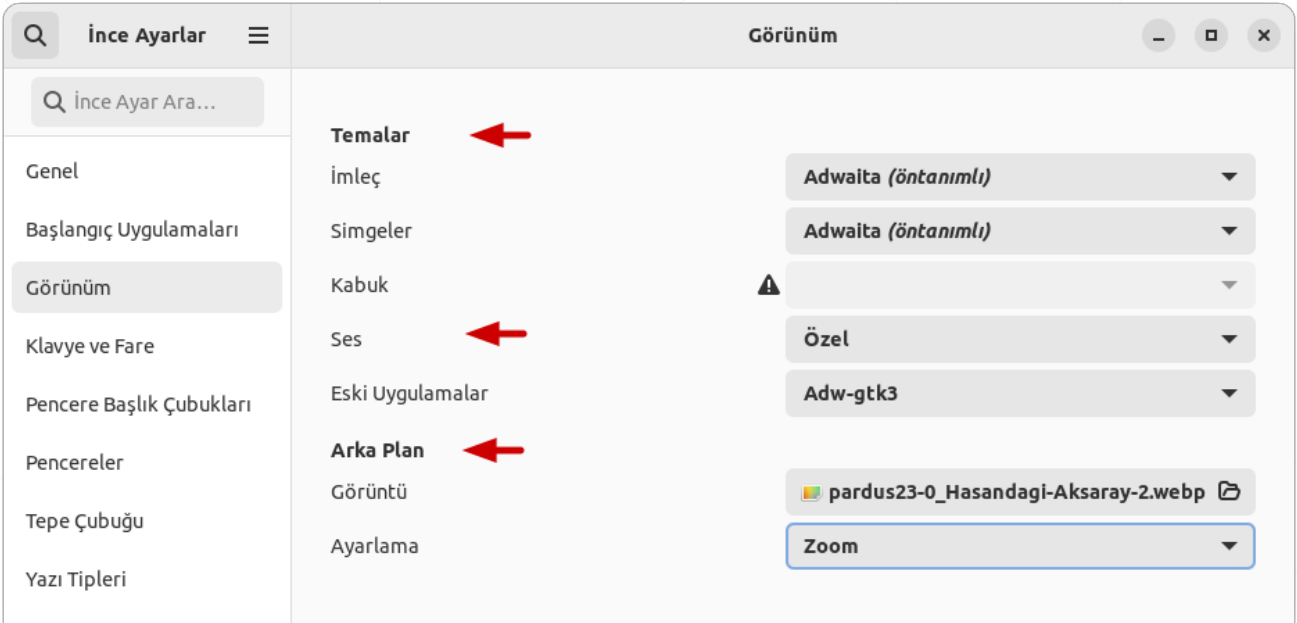 İnce Ayarlar
Görünüm
İnce Ayar Ara...
Genel
Başlangıç Uygulamaları
Görünüm
Klavye ve Fare
Pencere Başlık Çubukları
Pencereler
Tepe Çubuğu
Yazı Tipleri
Temalar
İmleç Adwaita (öntanımlı)
Simgeler Adwaita (öntanımlı)
Kabuk
Ses Özel
Eski Uygulamalar Adw-gtk3
Arka Plan
Görüntü pardus23-0_Hasandagi-Aksaray-2.webp
Ayarlama Zoom